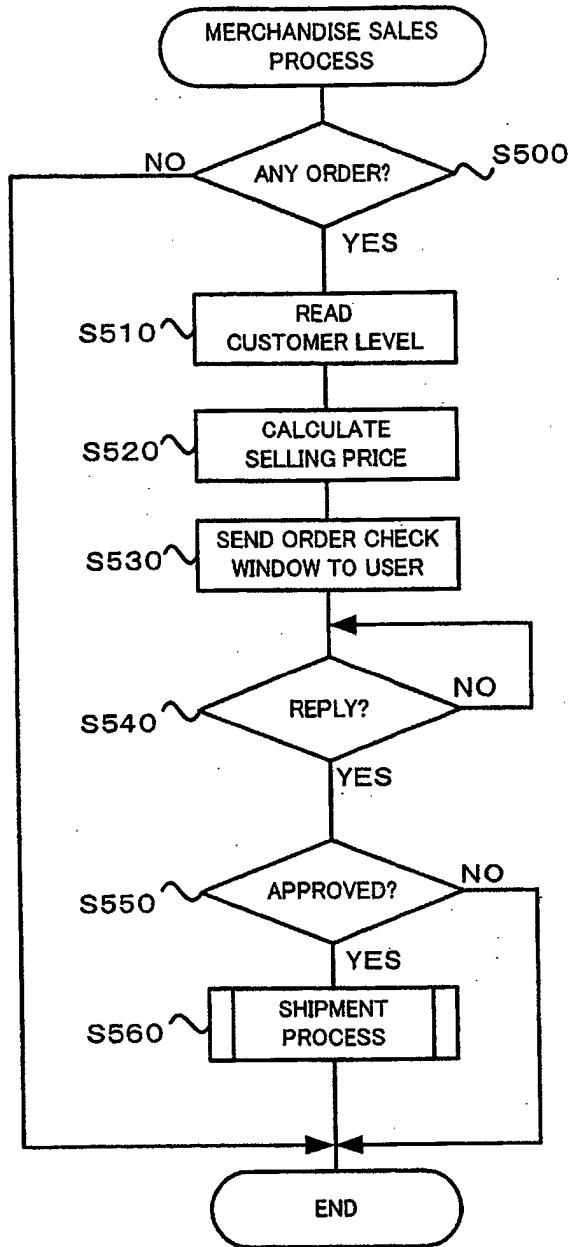 MERCHANDISE SALES
PROCESS
NO
ANY ORDER?
S500
YES
S510
READ
CUSTOMER LEVEL
S520
CALCULATE
SELLING PRICE
S530
SEND ORDER CHECK
WINDOW TO USER
S540
REPLY?
NO
YES
S550
APPROVED?
NO
YES
S560
SHIPMENT
PROCESS
END